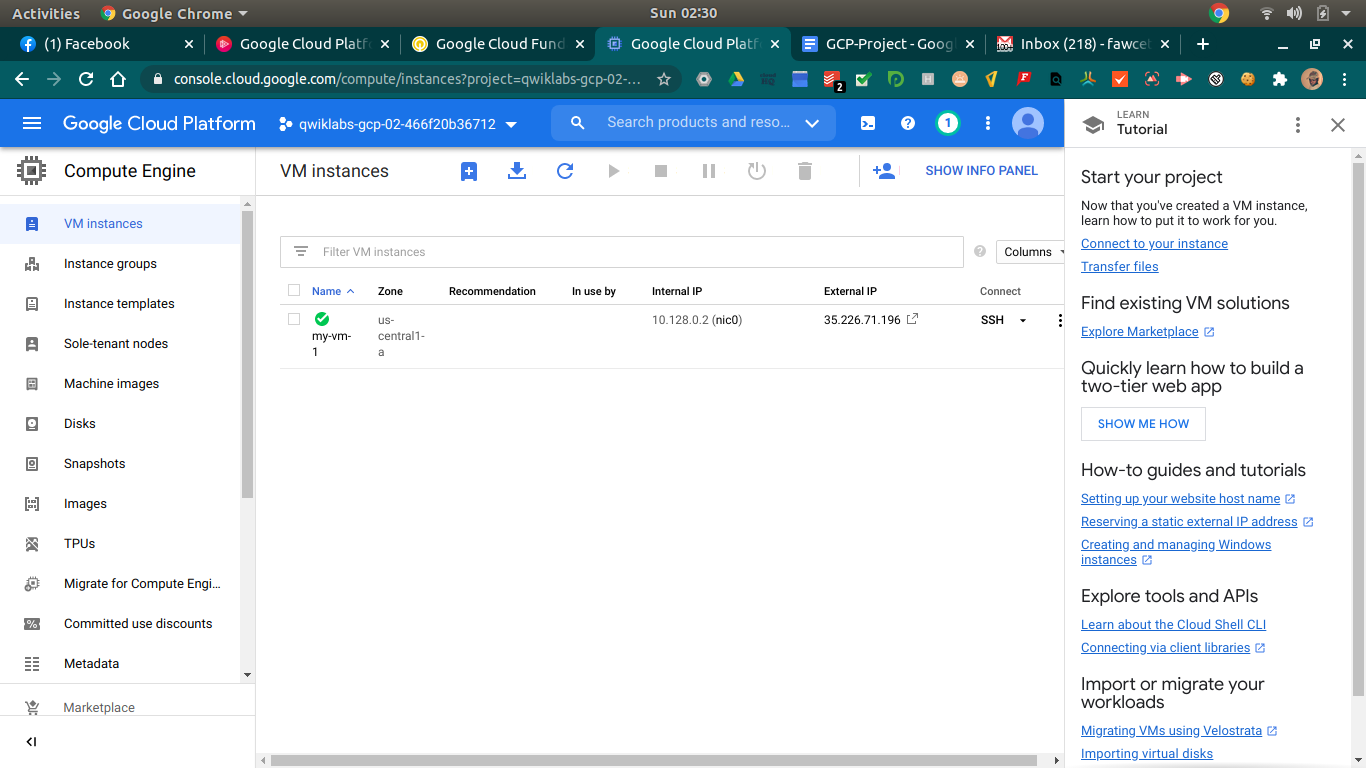 Activities
Google Chrome
Sun 02:30
(1) Facebook
Google Cloud Platf
Google Cloud Fund
Google Cloud Platf
GCP-Project - Goog
Inbox (218) - fawce
console.cloud.google.com/compute/instances?project=qwiklabs-gcp-02-...
2
Google Cloud Platform
qwiklabs-gcp-02-466f20b36712
Search products and reso...
1
LEARN
Tutorial
Compute Engine
VM instances
SHOW INFO PANEL
VM instances
Instance groups
Instance templates
Sole-tenant nodes
Machine images
Disks
Snapshots
Images
TPUs
Migrate for Compute Engi...
Committed use discounts
Metadata
Marketplace
Filter VM instances
Columns
Name
Zone
Recommendation
In use by
Internal IP
External IP
Connect
my-vm-
1
us-
central1-
a
10.128.0.2 (nic0)
35.226.71.196
SSH
Start your project
Now that you've created a VM instance,
learn how to put it to work for you.
Connect to your instance
Transfer files
Find existing VM solutions
Explore Marketplace
Quickly learn how to build a
two-tier web app
SHOW ME HOW
How-to guides and tutorials
Setting up your website host name
Reserving a static external IP address
Creating and managing Windows
instances
Explore tools and APIs
Learn about the Cloud Shell CLI
Connecting via client libraries
Import or migrate your
workloads
Migrating VMs using Velostrata
Importing virtual disks